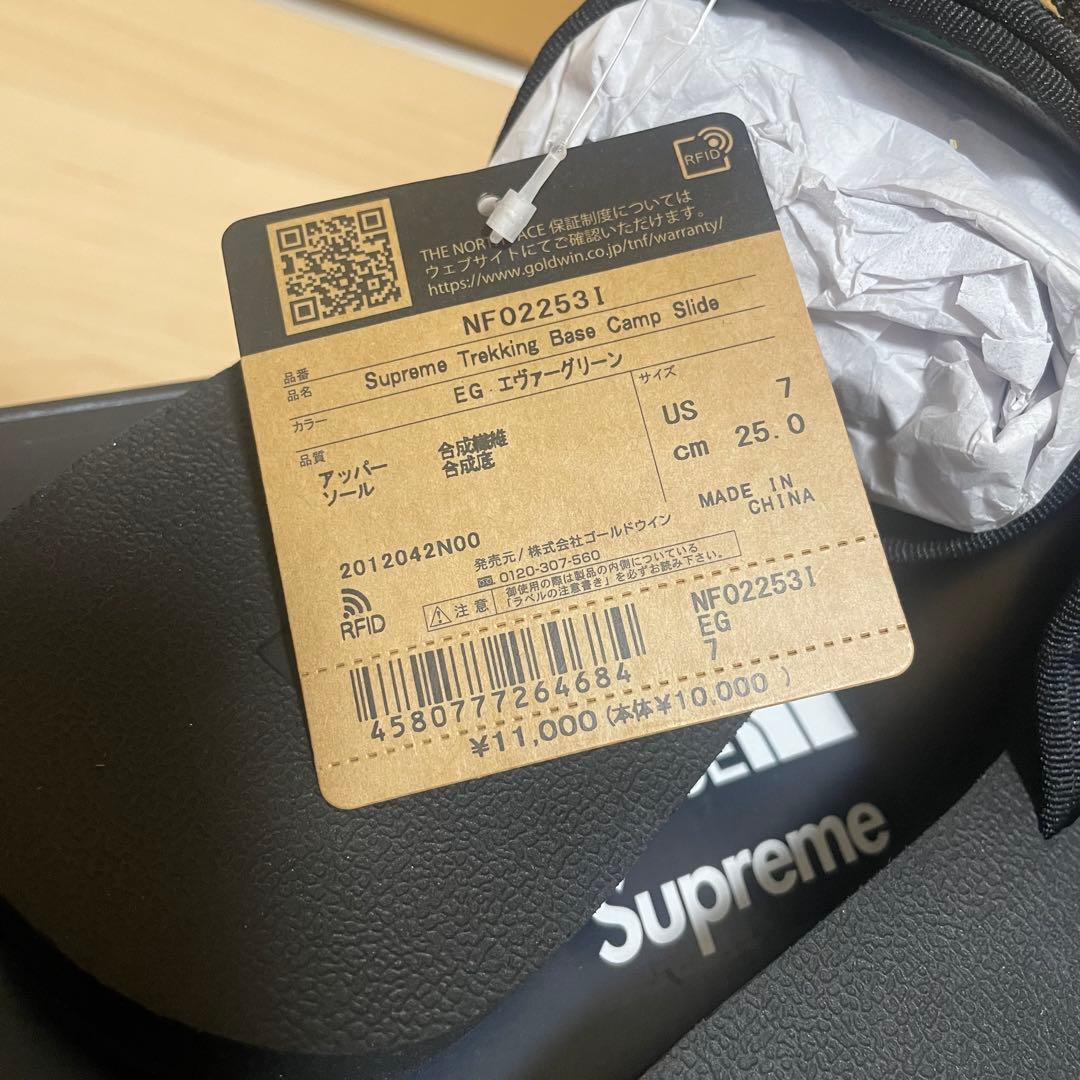 RFID
THE NORTH FACE 保証制度については
ウェブサイトにてご確認いただけます。
https://www.goldwin.co.jp/tnf/warranty/
品番 NF02253I
品名 Supreme Trekking Base Camp Slide
カラー EG エヴァーグリーン
品質
アッパー 合成繊維
ソール 合成底
サイズ
US 7
cm 25.0
MADE IN
CHINA
2012042N00
発売元/株式会社ゴールドウイン
0120-307-560
RFID
注意
御使用の際は製品の内側についている
「ラベルの注意書き」を必ずお読み下さい。
NF02253I
EG
7
4580777264684
¥11,000 (本体¥10,000 )
Supreme